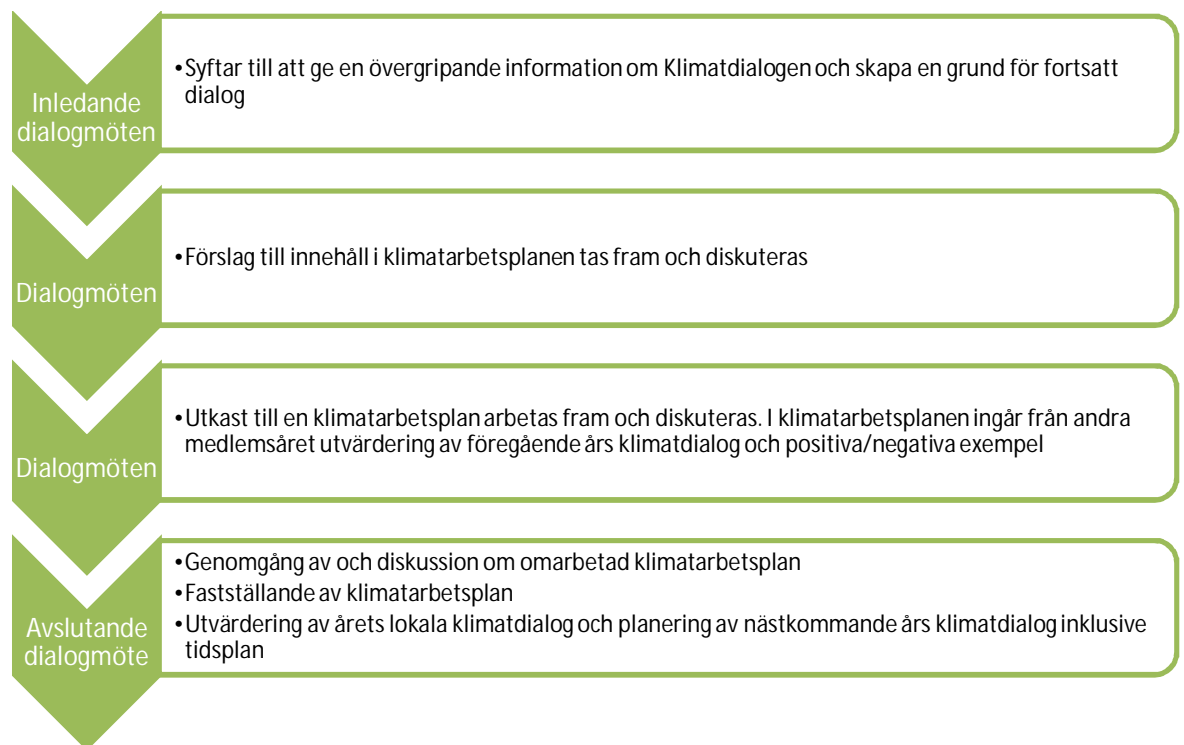 Inledande
dialogmöten
•Syftar till att ge en övergripande information om Klimatdialogen och skapa en grund för fortsatt
dialog
Dialogmöten
•Förslag till innehåll i klimatarbetsplanen tas fram och diskuteras
Dialogmöten
•Utkast till en klimatarbetsplan arbetas fram och diskuteras. I klimatarbetsplanen ingår från andra
medlemsåret utvärdering av föregående års klimatdialog och positiva/negativa exempel
Avslutande
dialogmöte
•Genomgång av och diskussion om omarbetad klimatarbetsplan
•Fastställande av klimatarbetsplan
•Utvärdering av årets lokala klimatdialog och planering av nästkommande års klimatdialog inklusive
tidsplan